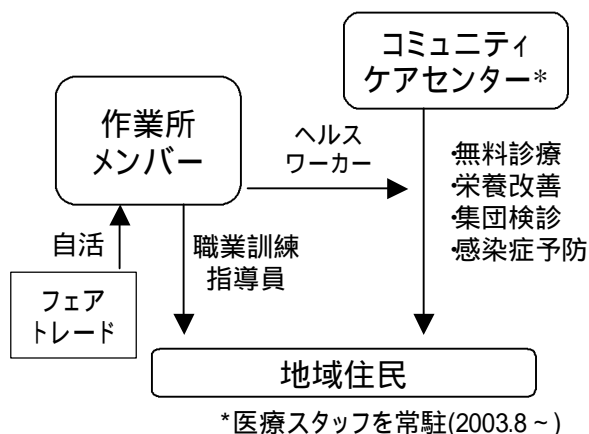 コミュニティ
ケアセンター*
作業所
メンバー
ヘルス
ワーカー
・無料診療
・栄養改善
・集団検診
・感染症予防
自活
職業訓練
指導員
フェア
トレード
地域住民
*医療スタッフを常駐(2003.8～)